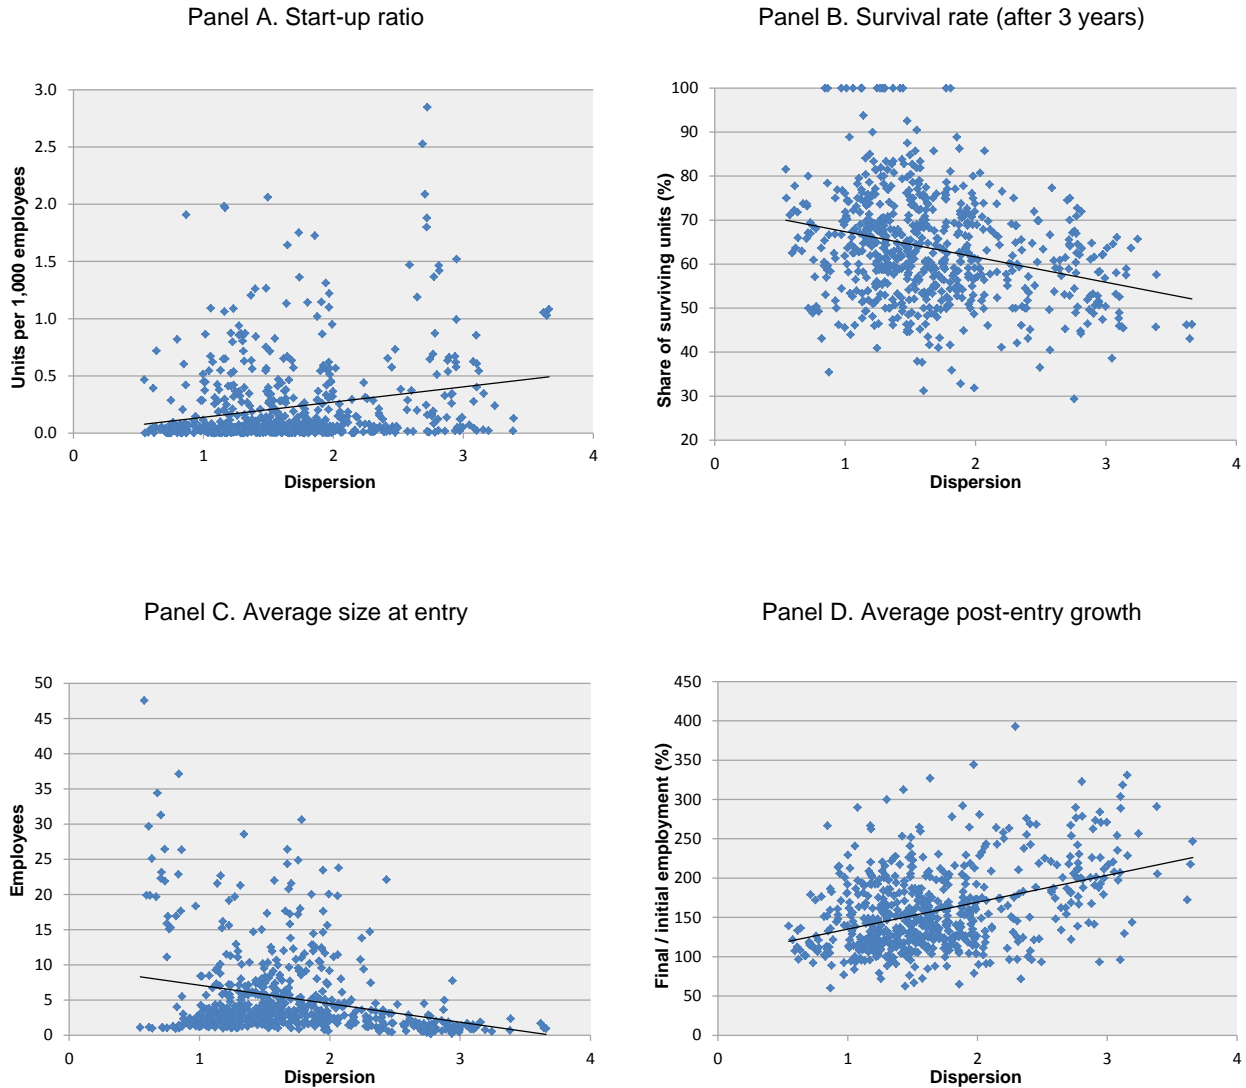 Panel A. Start-up ratio
3.0
2.5
2.0
1.5
1.0
0.5
0.0
Units per 1,000 employees
0 1 2 3 4
Dispersion
Panel B. Survival rate (after 3 years)
100
90
80
70
60
50
40
30
20
Share of surviving units (%)
0 1 2 3 4
Dispersion
Panel C. Average size at entry
50
45
40
35
30
25
20
15
10
5
0
Employees
0 1 2 3 4
Dispersion
Panel D. Average post-entry growth
450
400
350
300
250
200
150
100
50
0
Final / initial employment (%)
0 1 2 3 4
Dispersion